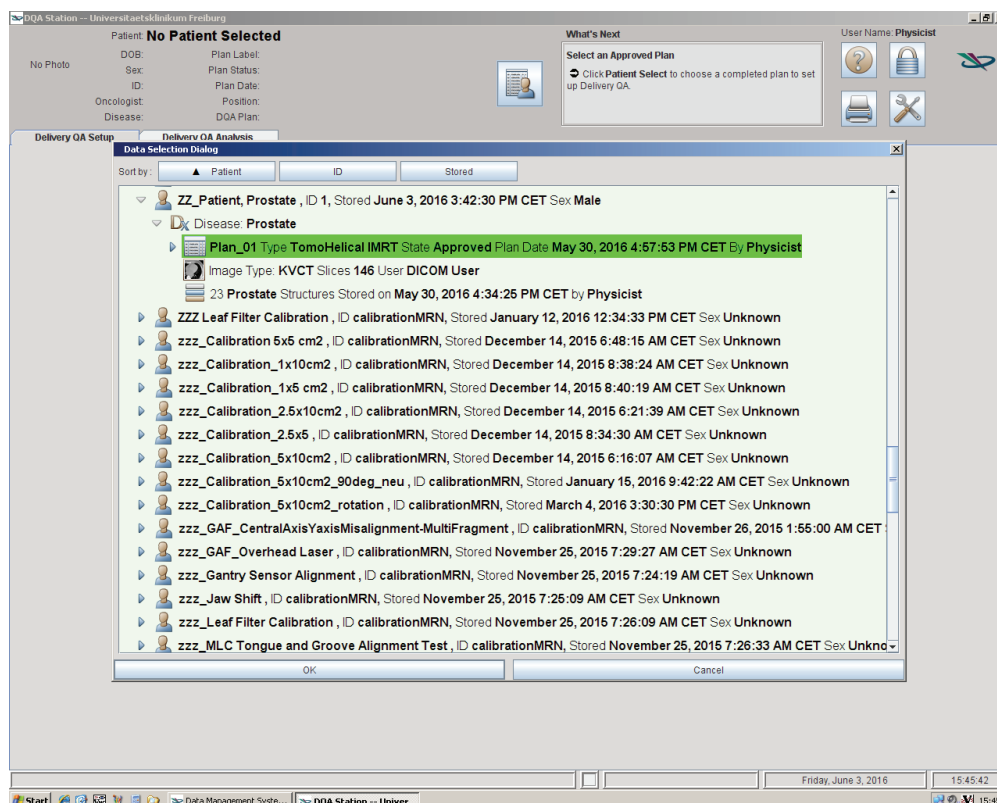 DQA Station -- Universitaetsklinikum Freiburg
Patient: No Patient Selected
No Photo
DOB:
Sex:
ID:
Oncologist:
Disease:
Plan Label:
Plan Status:
Plan Date:
Position:
DQA Plan:
What's Next
Select an Approved Plan
Click Patient Select to choose a completed plan to set
up Delivery QA.
User Name: Physicist
Delivery QA Setup
Delivery QA Analysis
Data Selection Dialog
Sort by: ▲ Patient ID Stored
ZZ_Patient, Prostate , ID 1, Stored June 3, 2016 3:42:30 PM CET Sex Male
Dx Disease: Prostate
Plan_01 Type TomoHelical IMRT State Approved Plan Date May 30, 2016 4:57:53 PM CET By Physicist
Image Type: KVCT Slices 146 User DICOM User
23 Prostate Structures Stored on May 30, 2016 4:34:25 PM CET by Physicist
ZZZ Leaf Filter Calibration , ID calibrationMRN, Stored January 12, 2016 12:34:33 PM CET Sex Unknown
zzz_Calibration 5x5 cm2 , ID calibrationMRN, Stored December 14, 2015 6:48:15 AM CET Sex Unknown
zzz_Calibration_1x10cm2 , ID calibrationMRN, Stored December 14, 2015 8:38:24 AM CET Sex Unknown
zzz_Calibration_1x5 cm2 , ID calibrationMRN, Stored December 14, 2015 8:40:19 AM CET Sex Unknown
zzz_Calibration_2.5x10cm2 , ID calibrationMRN, Stored December 14, 2015 6:21:39 AM CET Sex Unknown
zzz_Calibration_2.5x5 , ID calibrationMRN, Stored December 14, 2015 8:34:30 AM CET Sex Unknown
zzz_Calibration_5x10cm2 , ID calibrationMRN, Stored December 14, 2015 6:16:07 AM CET Sex Unknown
zzz_Calibration_5x10cm2_90deg_neu , ID calibrationMRN, Stored January 15, 2016 9:42:22 AM CET Sex Unknown
zzz_Calibration_5x10cm2_rotation , ID calibrationMRN, Stored March 4, 2016 3:30:30 PM CET Sex Unknown
zzz_GAF_CentralAxisYaxisMisalignment-MultiFragment , ID calibrationMRN, Stored November 26, 2015 1:55:00 AM CET
zzz_GAF_Overhead Laser , ID calibrationMRN, Stored November 25, 2015 7:29:27 AM CET Sex Unknown
zzz_Gantry Sensor Alignment , ID calibrationMRN, Stored November 25, 2015 7:24:19 AM CET Sex Unknown
zzz_Jaw Shift , ID calibrationMRN, Stored November 25, 2015 7:25:09 AM CET Sex Unknown
zzz_Leaf Filter Calibration , ID calibrationMRN, Stored November 25, 2015 7:26:09 AM CET Sex Unknown
zzz_MLC Tongue and Groove Alignment Test , ID calibrationMRN, Stored November 25, 2015 7:26:33 AM CET Sex Unkno
OK Cancel
Friday, June 3, 2016 15:45:42
Start Data Management Syste... DQA Station -- Univer... 15:4